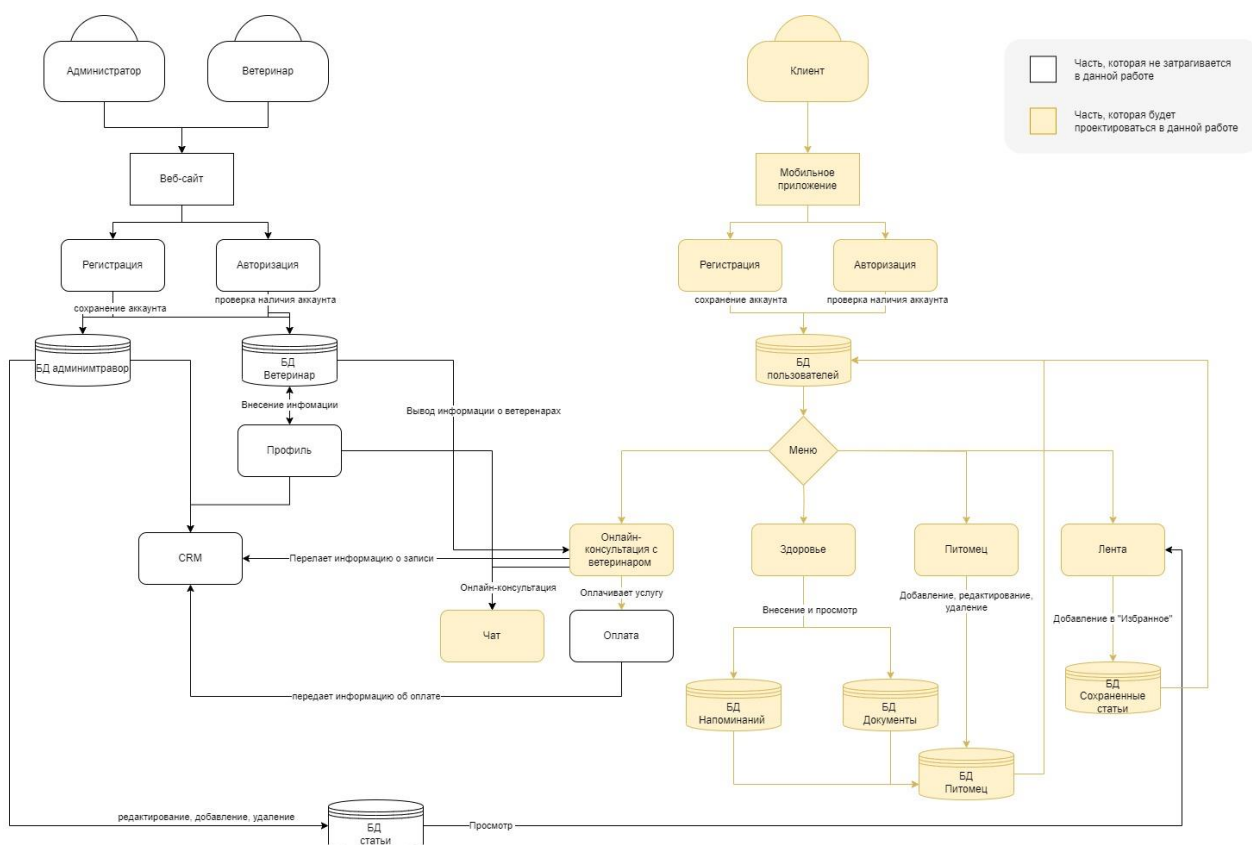 Администратор
Ветеринар
Клиент
Часть, которая не затрагивается
в данной работе
Часть, которая будет
проектироваться в данной работе
Веб-сайт
Мобильное
приложение
Регистрация
Авторизация
Регистрация
Авторизация
сохранение аккаунта
проверка наличия аккаунта
сохранение аккаунта
проверка наличия аккаунта
БД админимтравор
БД
Ветеринар
БД
пользователей
Внесение инфомации
Вывод информации о ветеренарах
Профиль
Меню
CRM
Перелает информацию о записи
Онлайн-
консультация с
ветеринаром
Здоровье
Питомец
Лента
Онлайн-консультация
Оплачивает услугу
Внесение и просмотр
Добавление, редактирование,
удаление
Добавление в "Избранное"
Чат
Оплата
БД
Напоминаний
БД
Документы
БД
Сохраненные
статьи
передает информацию об оплате
БД
Питомец
редактирование, добавление, удаление
БД
статьи
Просмотр